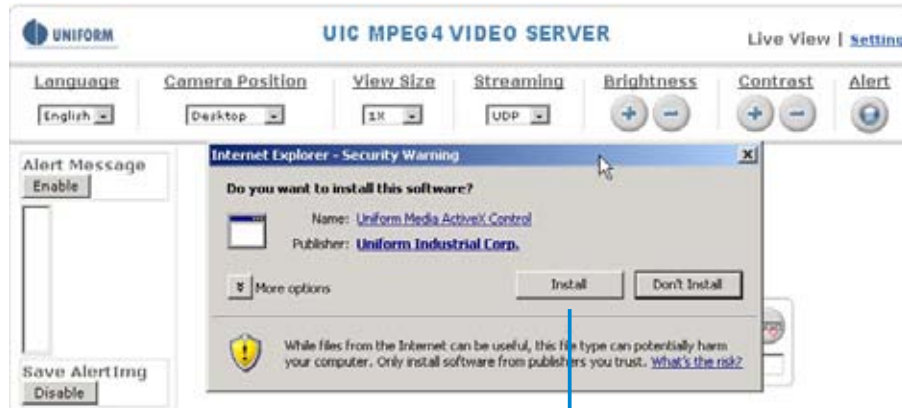 UNIFORM
UIC MPEG4 VIDEO SERVER
Live View | Setting
Language Camera Position View Size Streaming Brightness Contrast Alert
English Desktop 1X UDP
Alert Message
Enable
Internet Explorer - Security Warning
Do you want to install this software?
Name: Uniform Media ActiveX Control
Publisher: Uniform Industrial Corp.
More options
Install Don't Install
While files from the Internet can be useful, this file type can potentially harm
your computer. Only install software from publishers you trust. What's the risk?
Save AlertImg
Disable